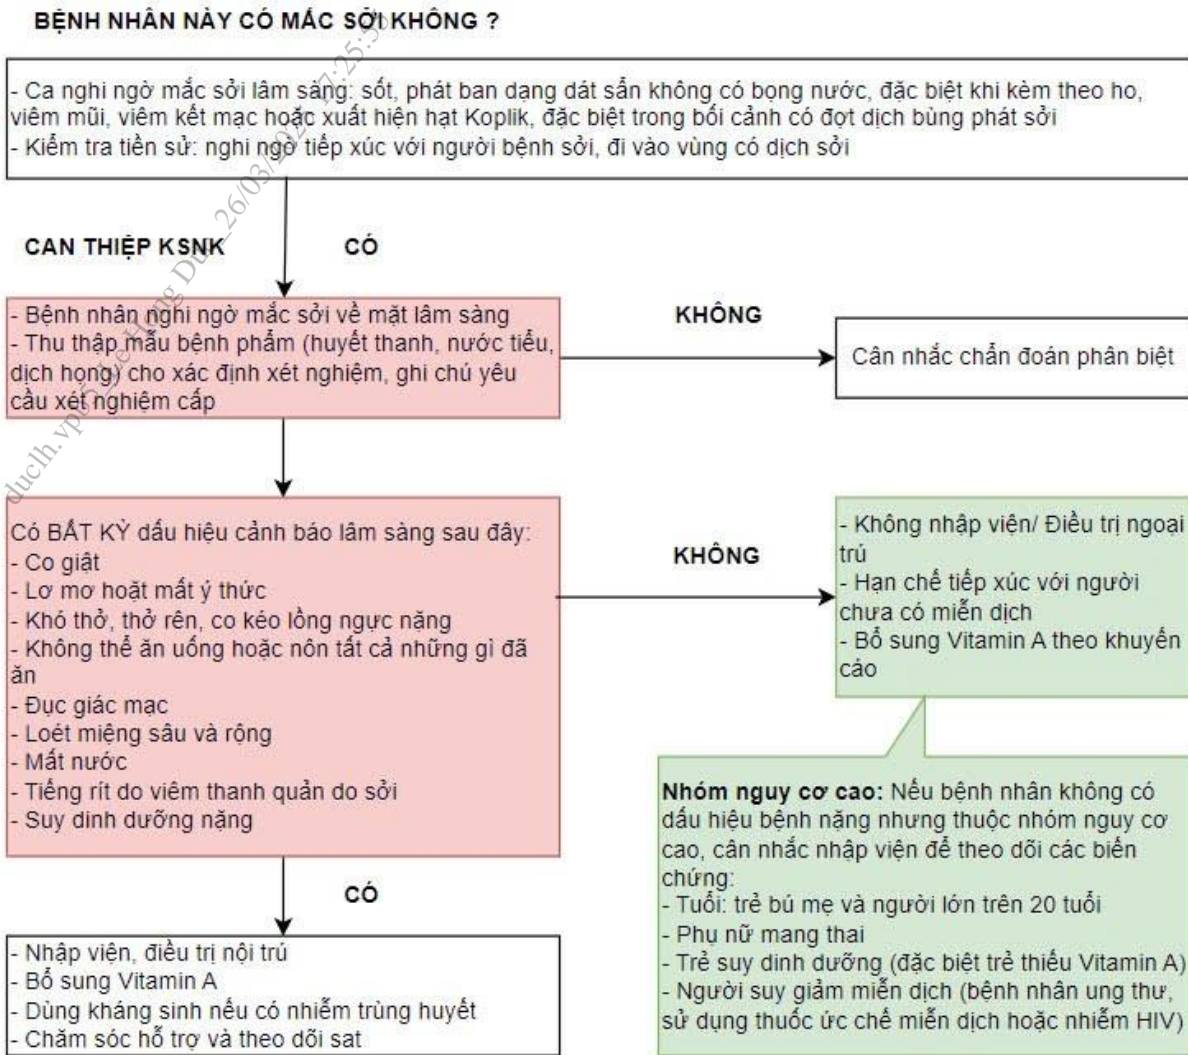 BỆNH NHÂN NÀY CÓ MẮC SỞI KHÔNG ?
- Ca nghi ngờ mắc sởi lâm sàng: sốt, phát ban dạng dát sẩn không có bọng nước, đặc biệt khi kèm theo ho,
viêm mũi, viêm kết mạc hoặc xuất hiện hạt Koplik, đặc biệt trong bối cảnh có đợt dịch bùng phát sởi
- Kiểm tra tiền sử: nghi ngờ tiếp xúc với người bệnh sởi, đi vào vùng có dịch sởi
CAN THIỆP KSNK
CÓ
- Bệnh nhân nghi ngờ mắc sởi về mặt lâm sàng
- Thu thập mẫu bệnh phẩm (huyết thanh, nước tiểu,
dịch họng) cho xác định xét nghiệm, ghi chú yêu
cầu xét nghiệm cấp
KHÔNG
Cân nhắc chẩn đoán phân biệt
Có BẤT KỲ dấu hiệu cảnh báo lâm sàng sau đây:
- Co giật
- Lơ mơ hoặt mất ý thức
- Khó thở, thở rên, co kéo lồng ngực nặng
- Không thể ăn uống hoặc nôn tất cả những gì đã
ăn
- Đục giác mạc
- Loét miệng sâu và rộng
- Mất nước
- Tiếng rít do viêm thanh quản do sởi
- Suy dinh dưỡng nặng
KHÔNG
- Không nhập viện/ Điều trị ngoại
trú
- Hạn chế tiếp xúc với người
chưa có miễn dịch
- Bổ sung Vitamin A theo khuyến
cáo
Nhóm nguy cơ cao: Nếu bệnh nhân không có
dấu hiệu bệnh nặng nhưng thuộc nhóm nguy cơ
cao, cân nhắc nhập viện để theo dõi các biến
chứng:
- Tuổi: trẻ bú mẹ và người lớn trên 20 tuổi
- Phụ nữ mang thai
- Trẻ suy dinh dưỡng (đặc biệt trẻ thiếu Vitamin A)
- Người suy giảm miễn dịch (bệnh nhân ung thư,
sử dụng thuốc ức chế miễn dịch hoặc nhiễm HIV)
CÓ
- Nhập viện, điều trị nội trú
- Bổ sung Vitamin A
- Dùng kháng sinh nếu có nhiễm trùng huyết
- Chăm sóc hỗ trợ và theo dõi sat